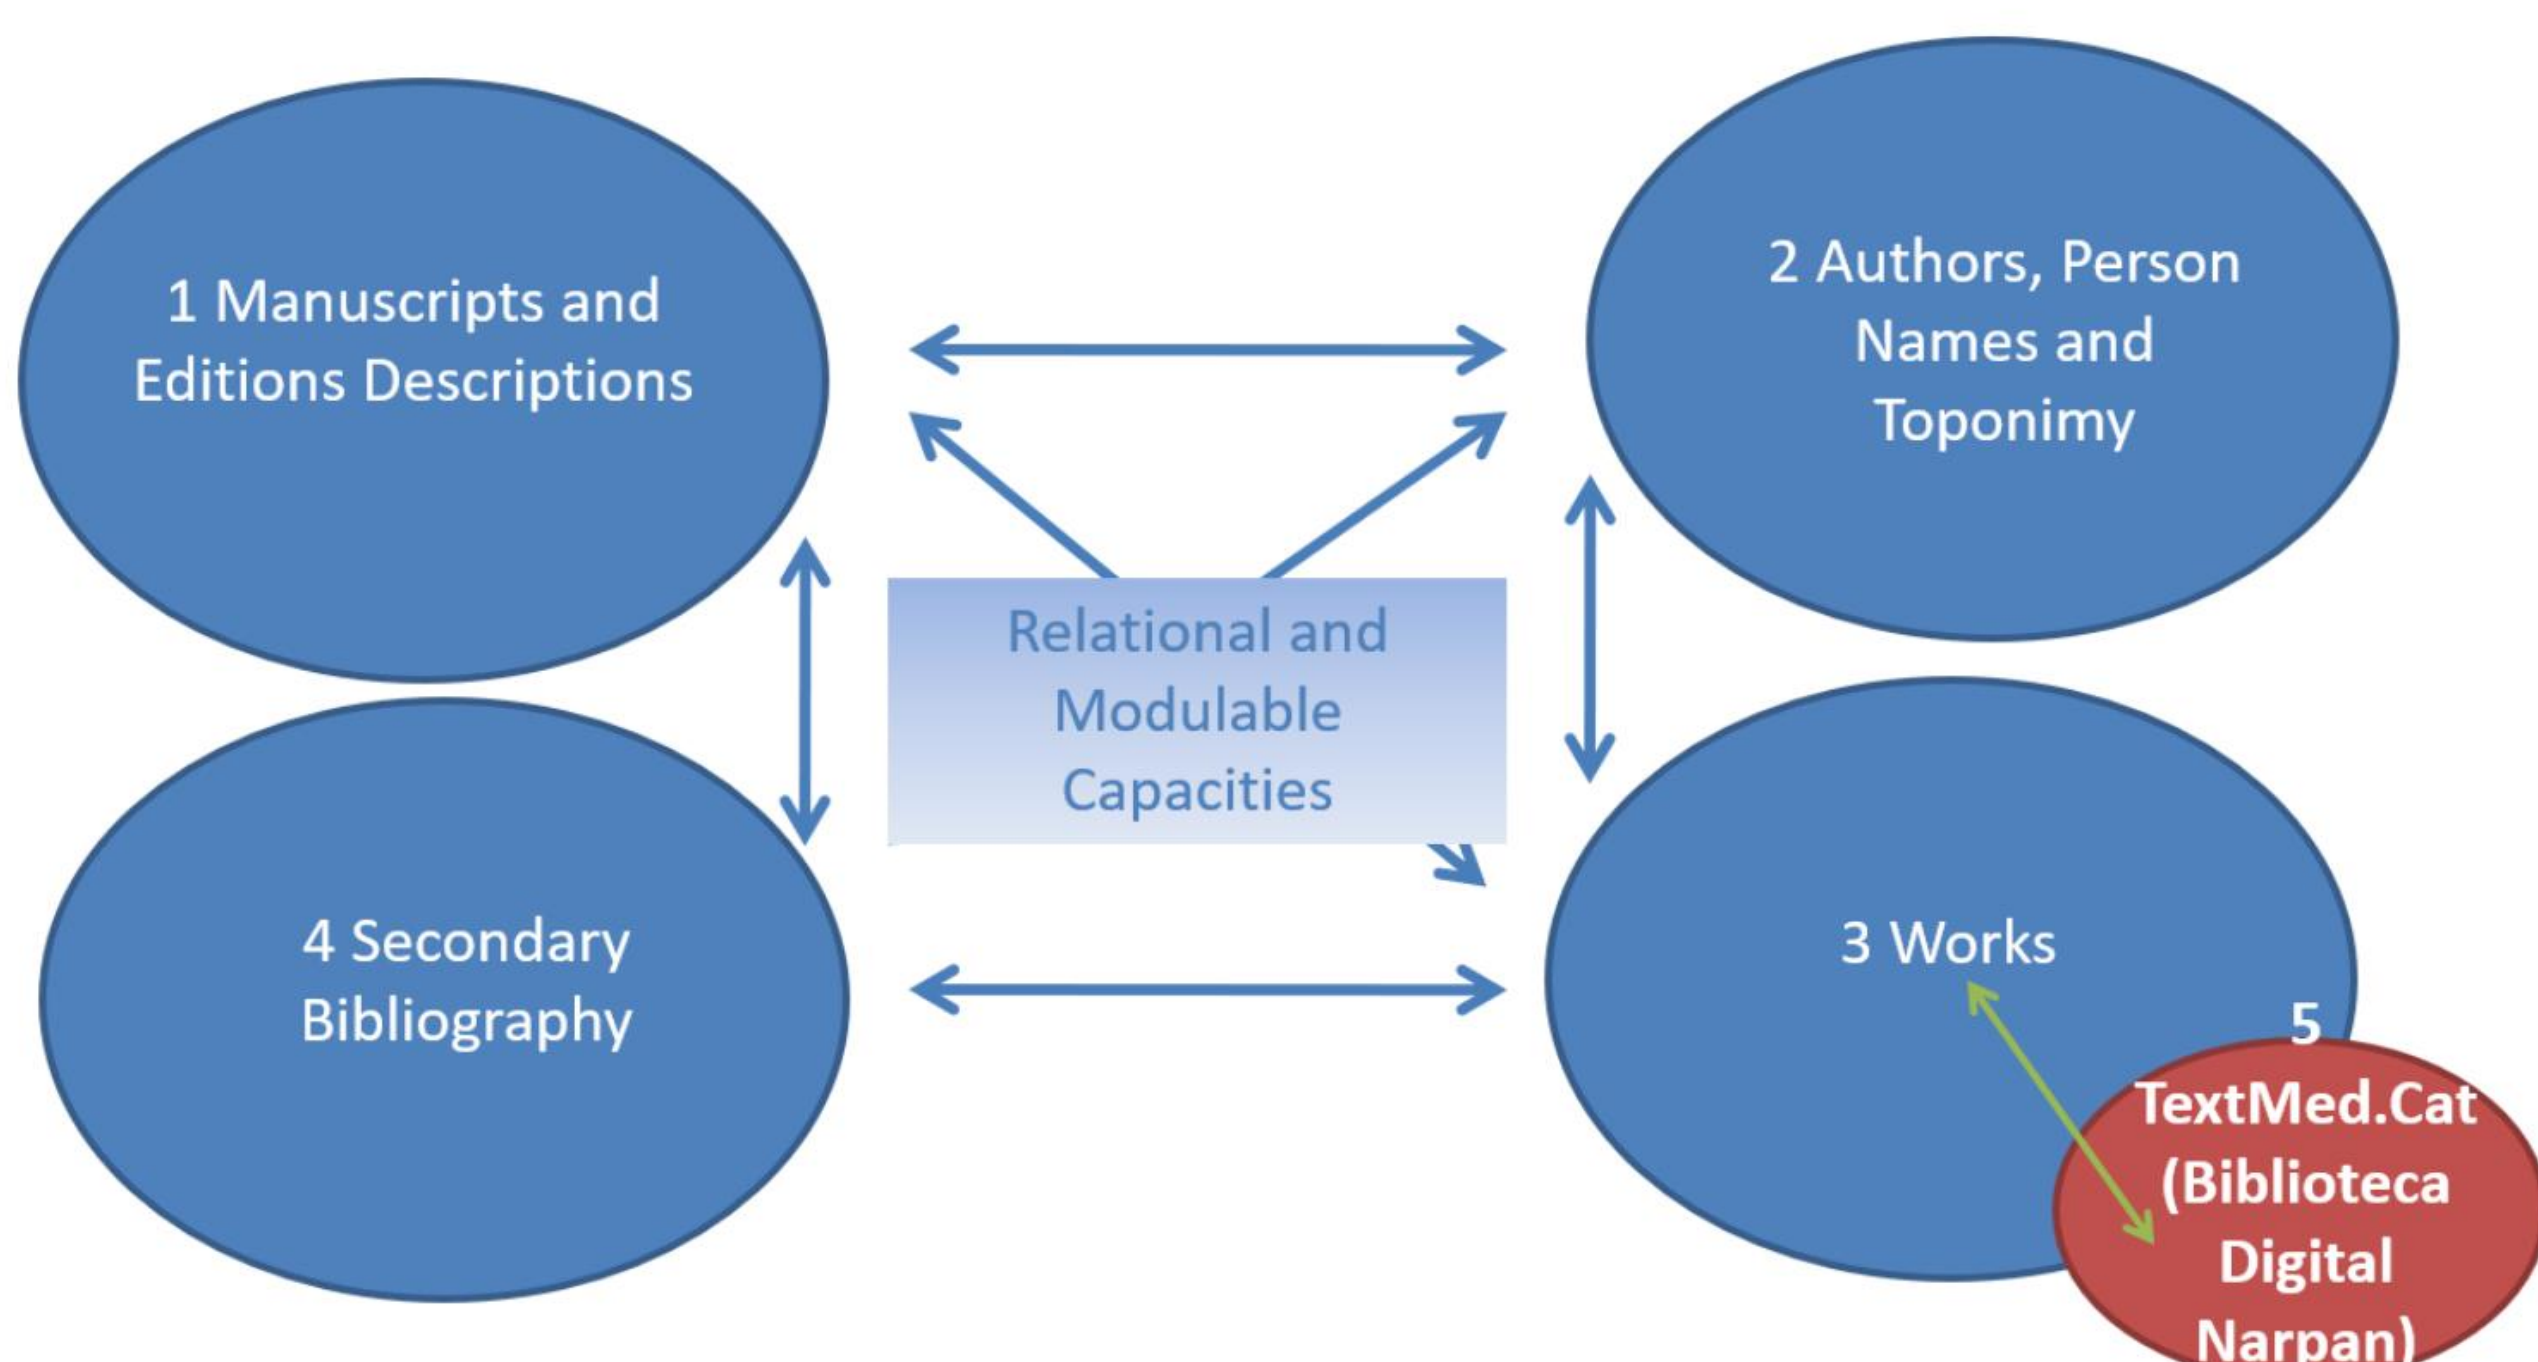 1 Manuscripts and
Editions Descriptions
2 Authors, Person
Names and
Toponimy
Relational and
Modulable
Capacities
4 Secondary
Bibliography
3 Works
5
TextMed.Cat
(Biblioteca
Digital
Narpan)